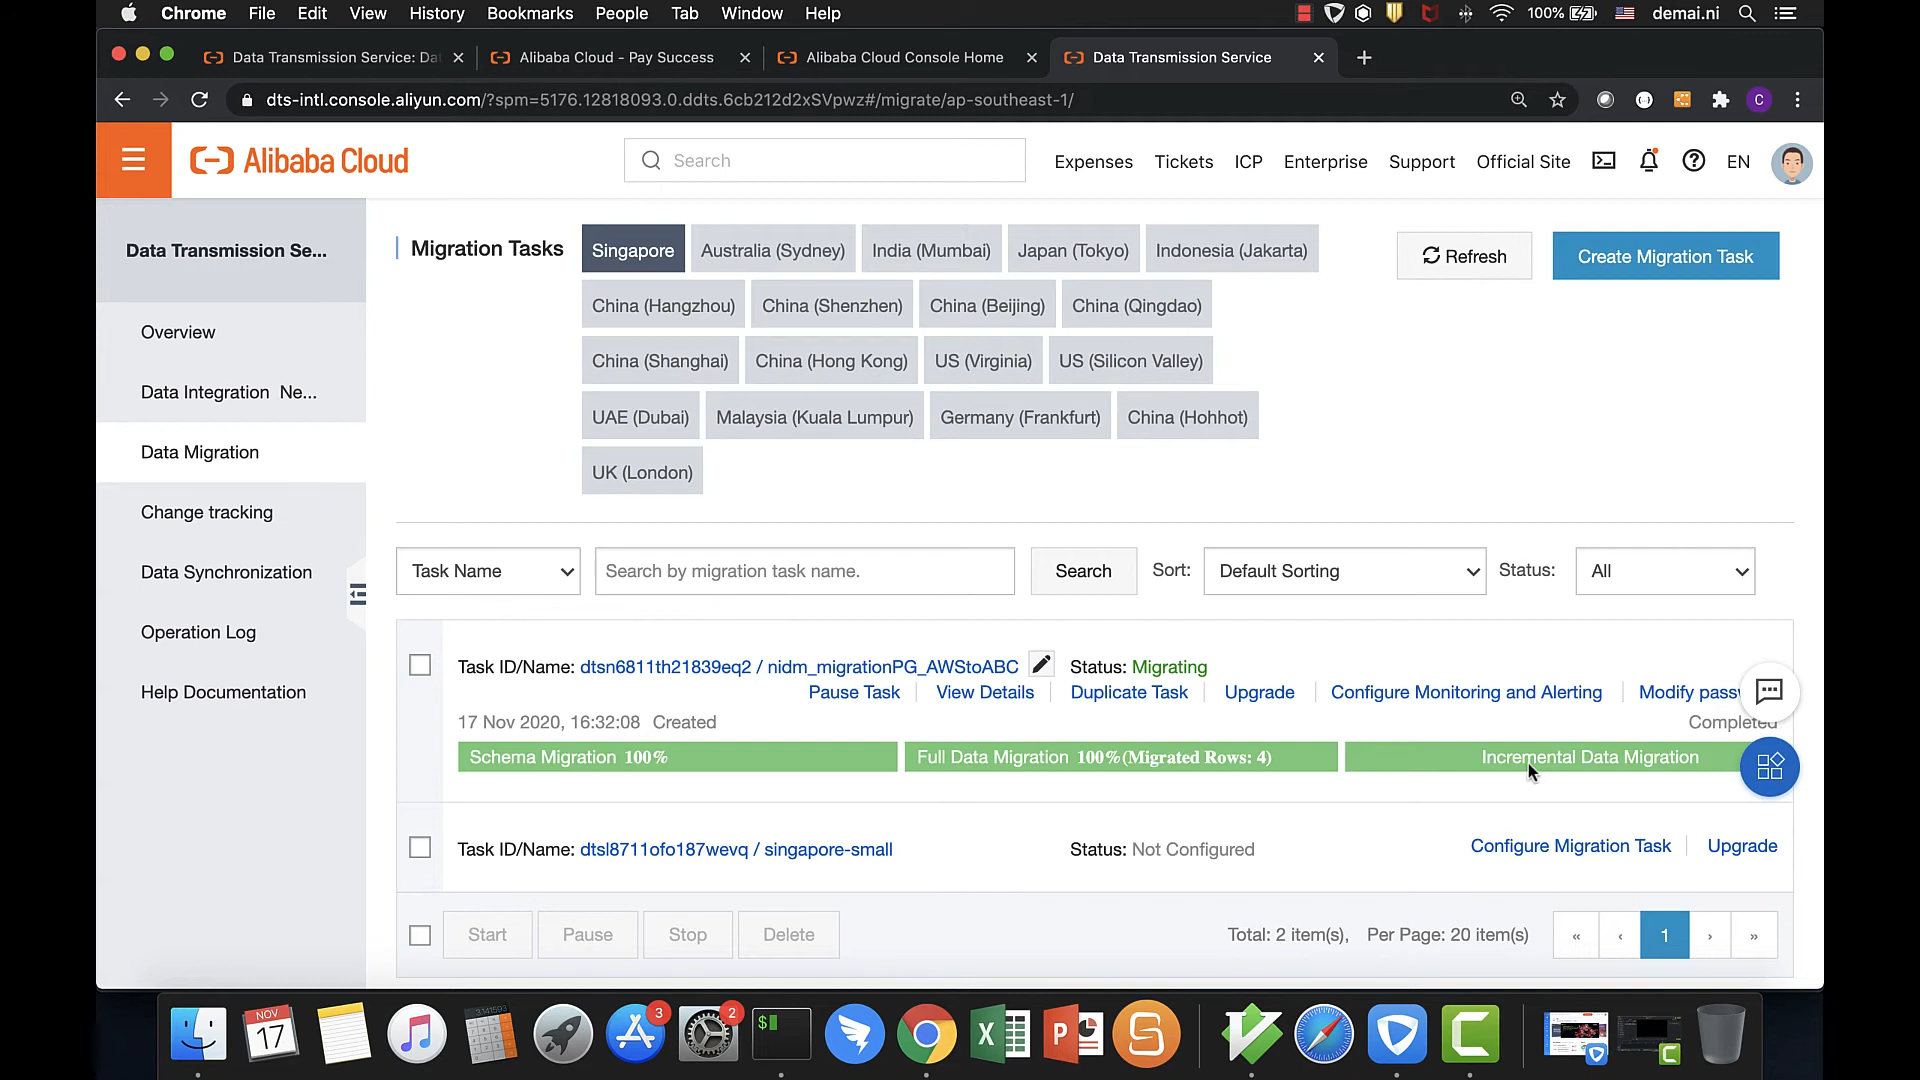 Chrome File Edit View History Bookmarks People Tab Window Help 100% demai.ni
Data Transmission Service: Dat Alibaba Cloud - Pay Success Alibaba Cloud Console Home Data Transmission Service
dts-intl.console.aliyun.com/?spm=5176.12818093.0.ddts.6cb212d2xSVpwz#/migrate/ap-southeast-1/ C
Alibaba Cloud Search Expenses Tickets ICP Enterprise Support Official Site EN
Data Transmission Se...
Overview
Data Integration Ne...
Data Migration
Change tracking
Data Synchronization
Operation Log
Help Documentation
Migration Tasks Singapore Australia (Sydney) India (Mumbai) Japan (Tokyo) Indonesia (Jakarta) Refresh Create Migration Task
China (Hangzhou) China (Shenzhen) China (Beijing) China (Qingdao)
China (Shanghai) China (Hong Kong) US (Virginia) US (Silicon Valley)
UAE (Dubai) Malaysia (Kuala Lumpur) Germany (Frankfurt) China (Hohhot)
UK (London)
Task Name Search by migration task name. Search Sort: Default Sorting Status: All
Task ID/Name: dtsn6811th21839eq2 / nidm_migrationPG_AWStoABC Status: Migrating
Pause Task View Details Duplicate Task Upgrade Configure Monitoring and Alerting Modify passw
17 Nov 2020, 16:32:08 Created Completed
Schema Migration 100% Full Data Migration 100%(Migrated Rows: 4) Incremental Data Migration
Task ID/Name: dtsl8711ofo187wevq / singapore-small Status: Not Configured Configure Migration Task Upgrade
Start Pause Stop Delete Total: 2 item(s), Per Page: 20 item(s) « ‹ 1 › »
NOV
17
3.141593
3
2
$